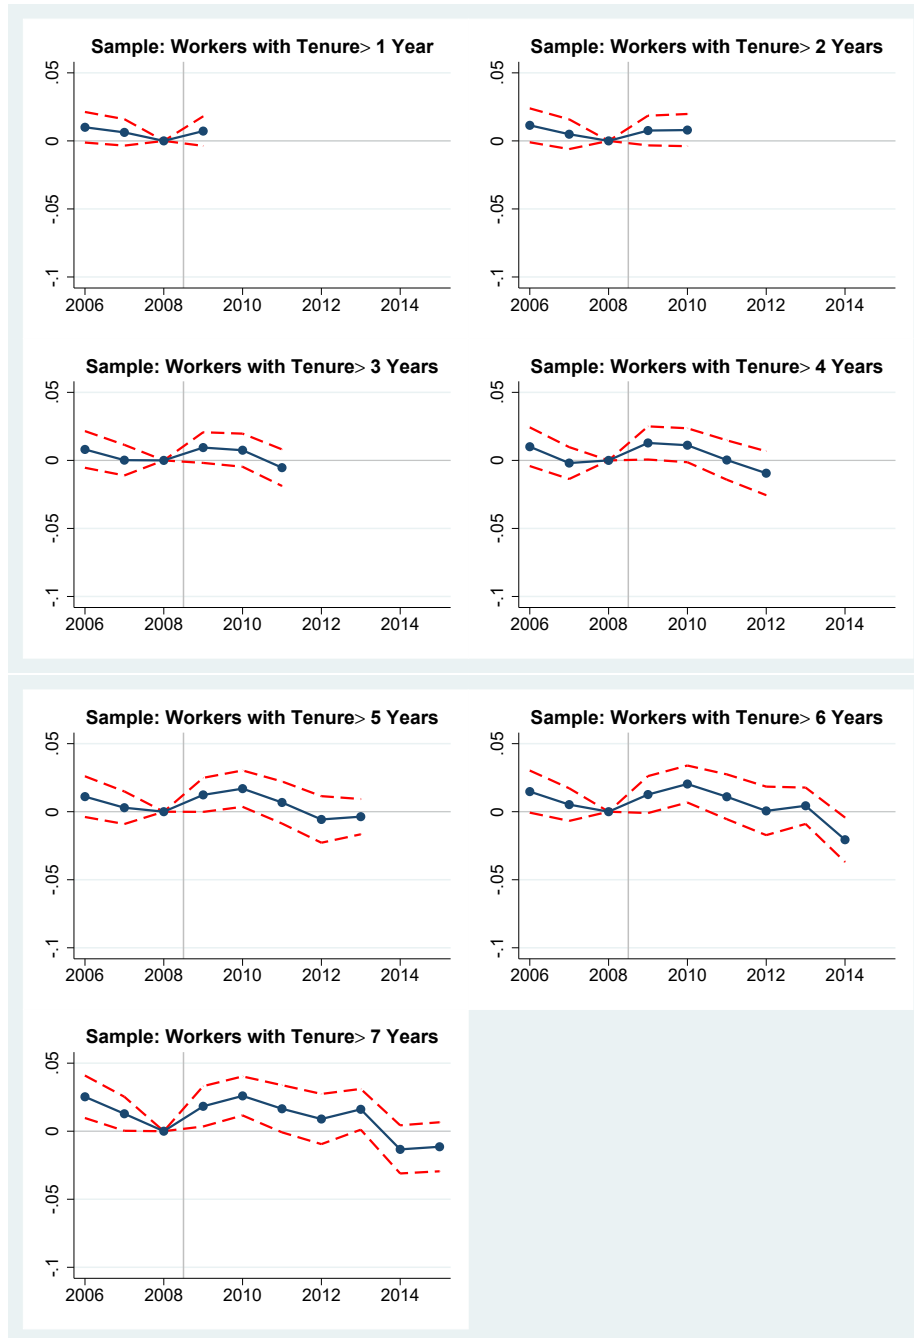 Sample: Workers with Tenure> 1 Year
.05
0
-.05
-.1
2006 2008 2010 2012 2014
Sample: Workers with Tenure> 2 Years
.05
0
-.05
-.1
2006 2008 2010 2012 2014
Sample: Workers with Tenure> 3 Years
.05
0
-.05
-.1
2006 2008 2010 2012 2014
Sample: Workers with Tenure> 4 Years
.05
0
-.05
-.1
2006 2008 2010 2012 2014
Sample: Workers with Tenure> 5 Years
.05
0
-.05
-.1
2006 2008 2010 2012 2014
Sample: Workers with Tenure> 6 Years
.05
0
-.05
-.1
2006 2008 2010 2012 2014
Sample: Workers with Tenure> 7 Years
.05
0
-.05
-.1
2006 2008 2010 2012 2014